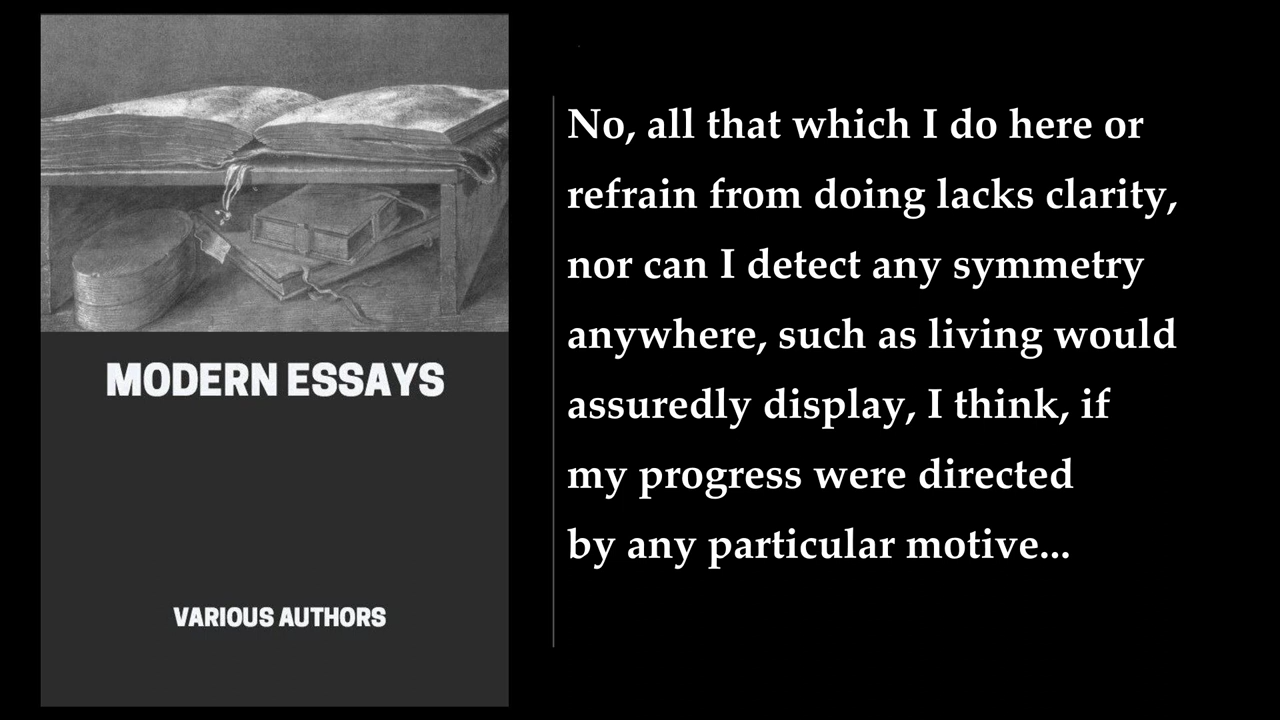 MODERN ESSAYS
VARIOUS AUTHORS
No, all that which I do here or
refrain from doing lacks clarity,
nor can I detect any symmetry
anywhere, such as living would
assuredly display, I think, if
my progress were directed
by any particular motive...